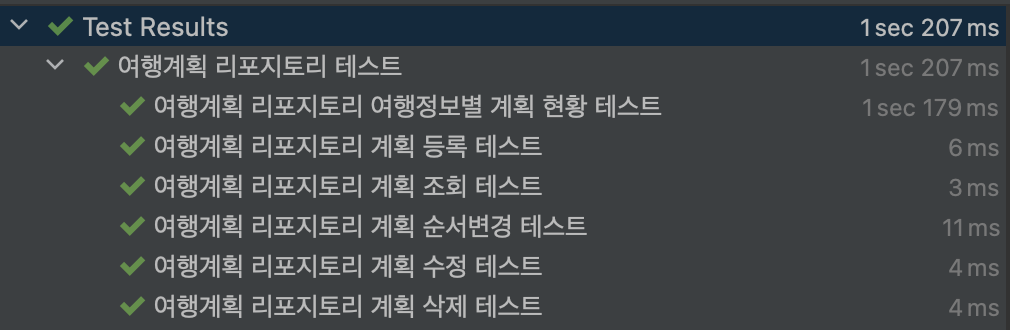 Test Results 1 sec 207 ms
여행계획 리포지토리 테스트 1 sec 207 ms
여행계획 리포지토리 여행정보별 계획 현황 테스트 1 sec 179 ms
여행계획 리포지토리 계획 등록 테스트 6 ms
여행계획 리포지토리 계획 조회 테스트 3 ms
여행계획 리포지토리 계획 순서변경 테스트 11 ms
여행계획 리포지토리 계획 수정 테스트 4 ms
여행계획 리포지토리 계획 삭제 테스트 4 ms